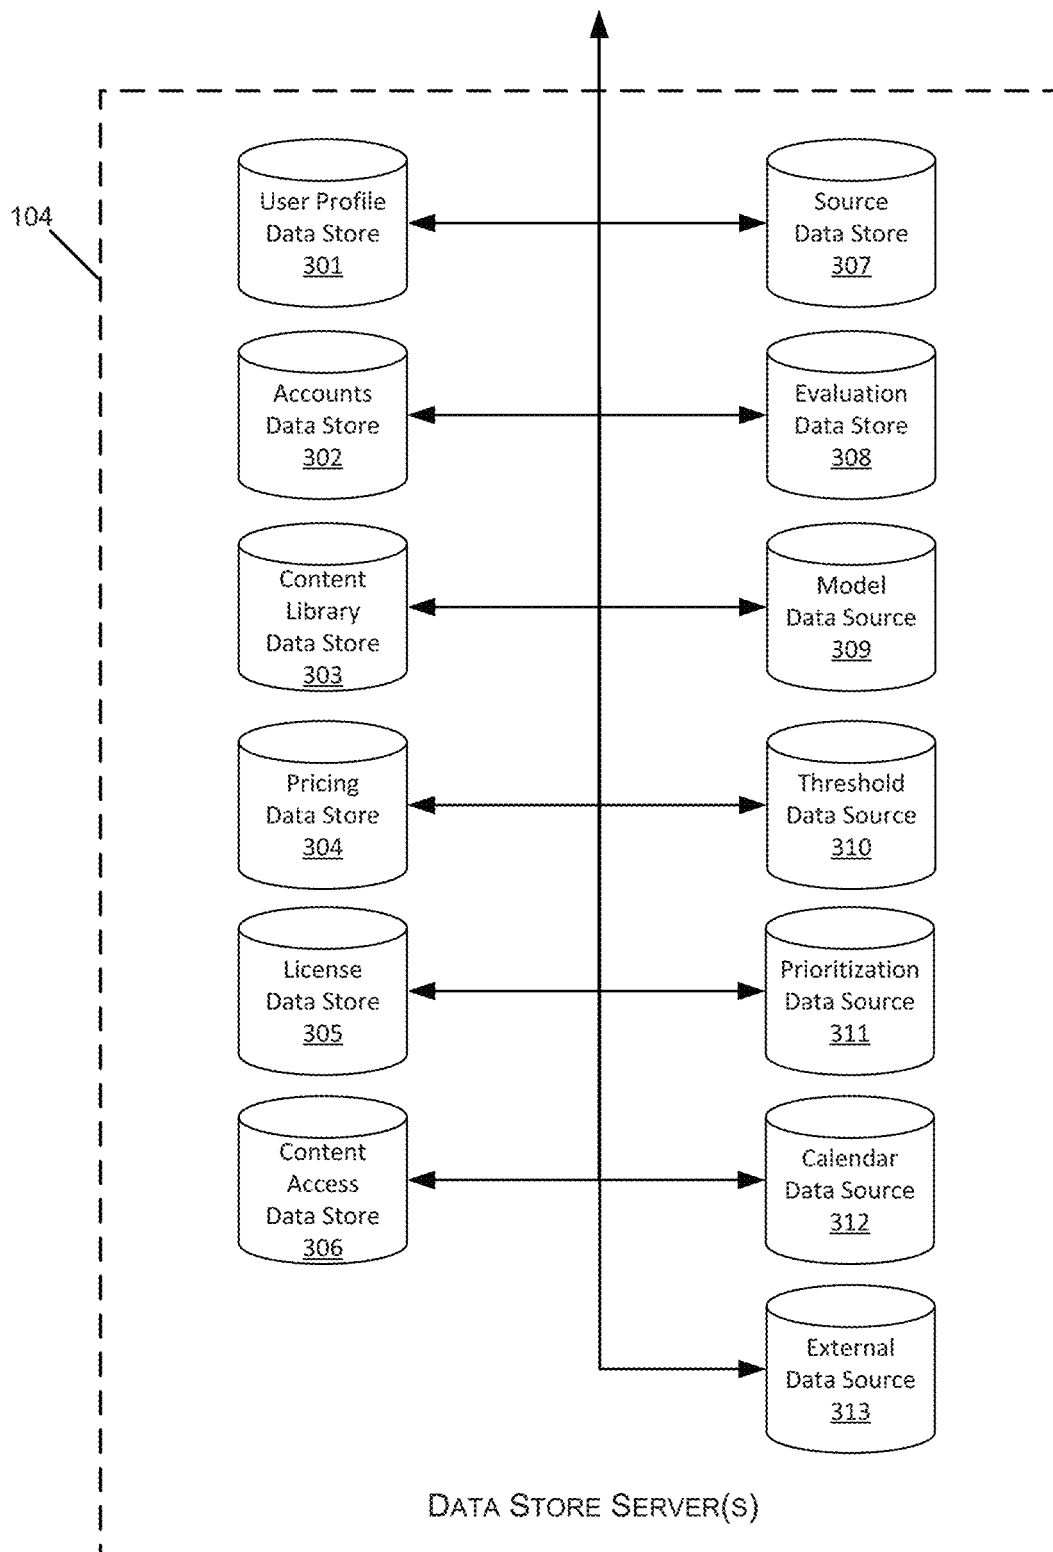 104
User Profile
Data Store
301
Source
Data Store
307
Accounts
Data Store
302
Evaluation
Data Store
308
Content
Library
Data Store
303
Model
Data Source
309
Pricing
Data Store
304
Threshold
Data Source
310
License
Data Store
305
Prioritization
Data Source
311
Content
Access
Data Store
306
Calendar
Data Source
312
External
Data Source
313
DATA STORE SERVER(S)